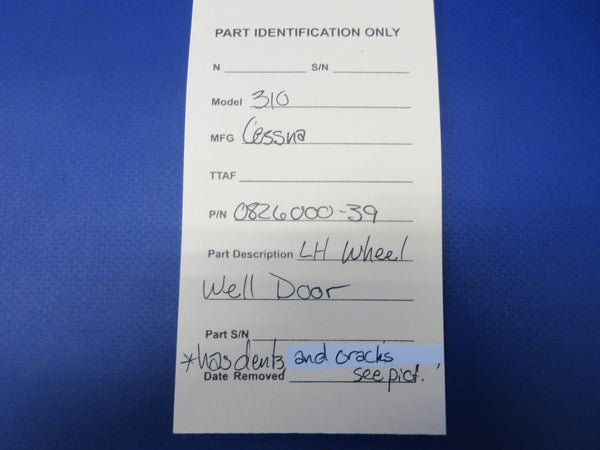 PART IDENTIFICATION ONLY
N S/N
Model 310
MFG Cessna
TTAF
P/N 0826000-39
Part Description LH Wheel
Well Door
Part S/N
*has dents, and cracks,
Date Removed see pict.